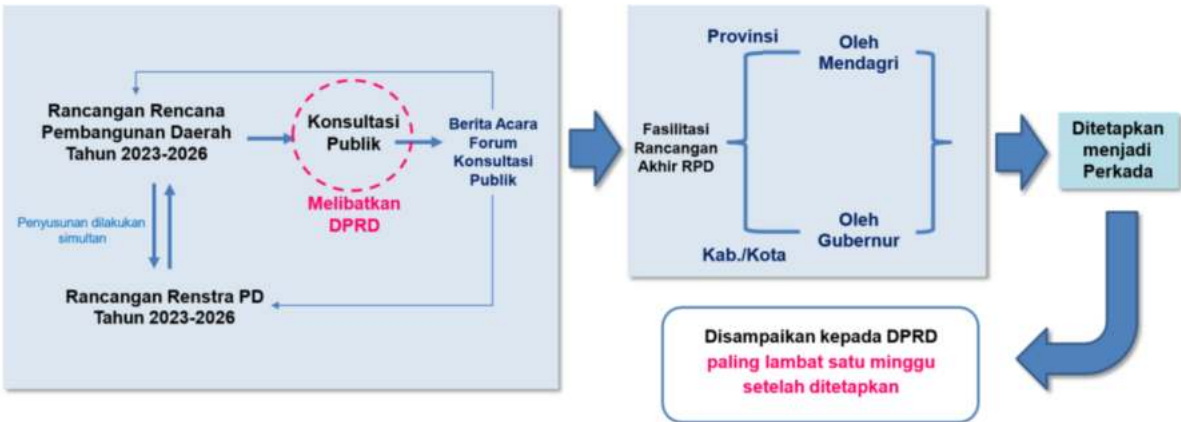 Rancangan Rencana
Pembangunan Daerah
Tahun 2023-2026
Penyusunan dilakukan
simultan
Rancangan Renstra PD
Tahun 2023-2026
Konsultasi
Publik
Melibatkan
DPRD
Berita Acara
Forum
Konsultasi
Publik
Fasilitasi
Rancangan
Akhir RPD
Provinsi
Oleh
Mendagri
Kab./Kota
Oleh
Gubernur
Ditetapkan
menjadi
Perkada
Disampaikan kepada DPRD
paling lambat satu minggu
setelah ditetapkan